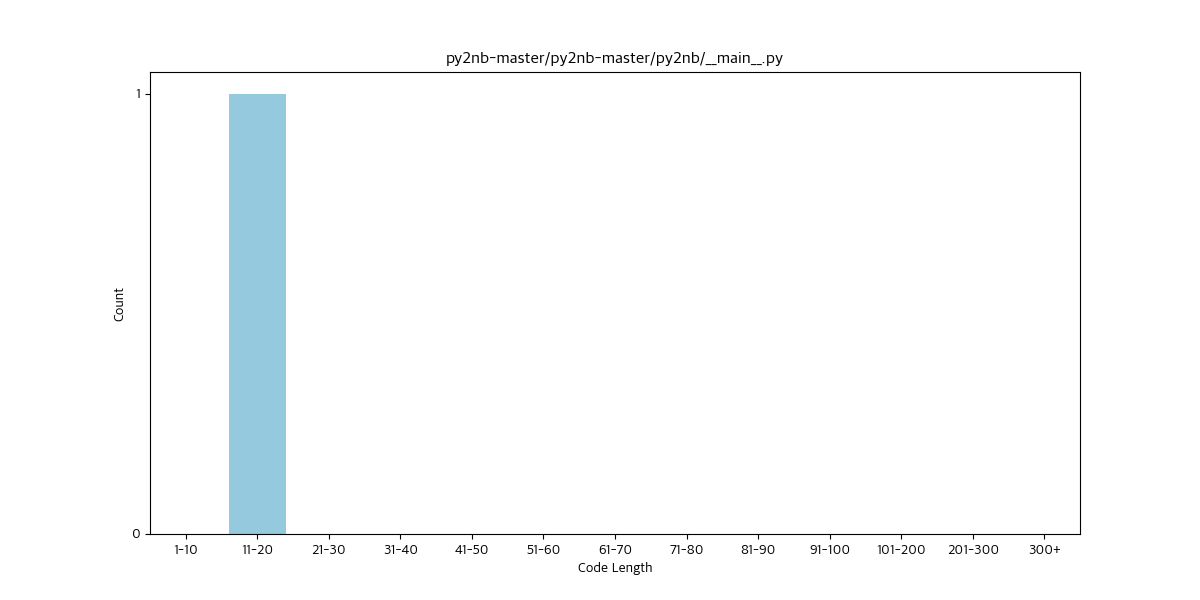 py2nb-master/py2nb-master/py2nb/__main__.py
1
Count
0
1-10 11-20 21-30 31-40 41-50 51-60 61-70 71-80 81-90 91-100 101-200 201-300 300+
Code Length